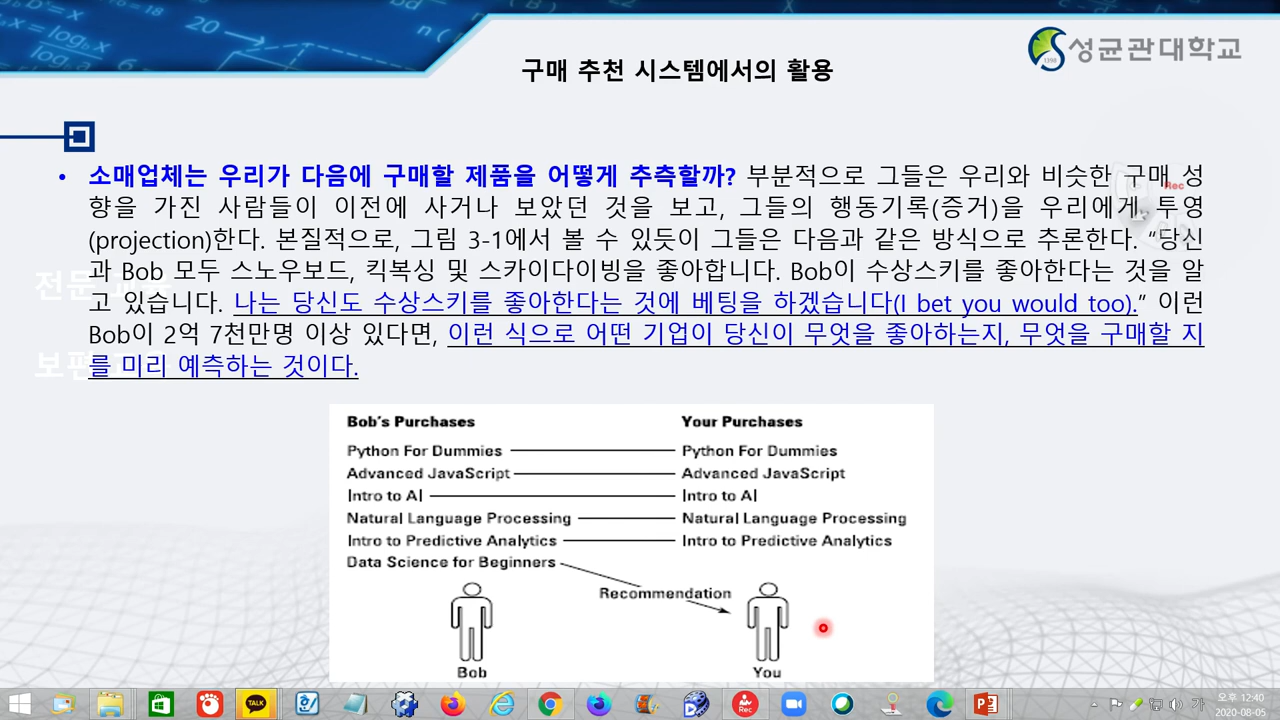 성균관대학교
구매 추천 시스템에서의 활용
• 소매업체는 우리가 다음에 구매할 제품을 어떻게 추측할까? 부분적으로 그들은 우리와 비슷한 구매 성
향을 가진 사람들이 이전에 사거나 보았던 것을 보고, 그들의 행동기록(증거)을 우리에게 투영
(projection)한다. 본질적으로, 그림 3-1에서 볼 수 있듯이 그들은 다음과 같은 방식으로 추론한다. “당신
과 Bob 모두 스노우보드, 킥복싱 및 스카이다이빙을 좋아합니다. Bob이 수상스키를 좋아한다는 것을 알
고 있습니다. 나는 당신도 수상스키를 좋아한다는 것에 베팅을 하겠습니다(I bet you would too).” 이런
Bob이 2억 7천만명 이상 있다면, 이런 식으로 어떤 기업이 당신이 무엇을 좋아하는지, 무엇을 구매할 지
를 미리 예측하는 것이다.
Bob's Purchases Your Purchases
Python For Dummies Python For Dummies
Advanced JavaScript Advanced JavaScript
Intro to AI Intro to AI
Natural Language Processing Natural Language Processing
Intro to Predictive Analytics Intro to Predictive Analytics
Data Science for Beginners
Recommendation
Bob You
Rec
TALK
Rec
가
오후 12:40
2020-08-05